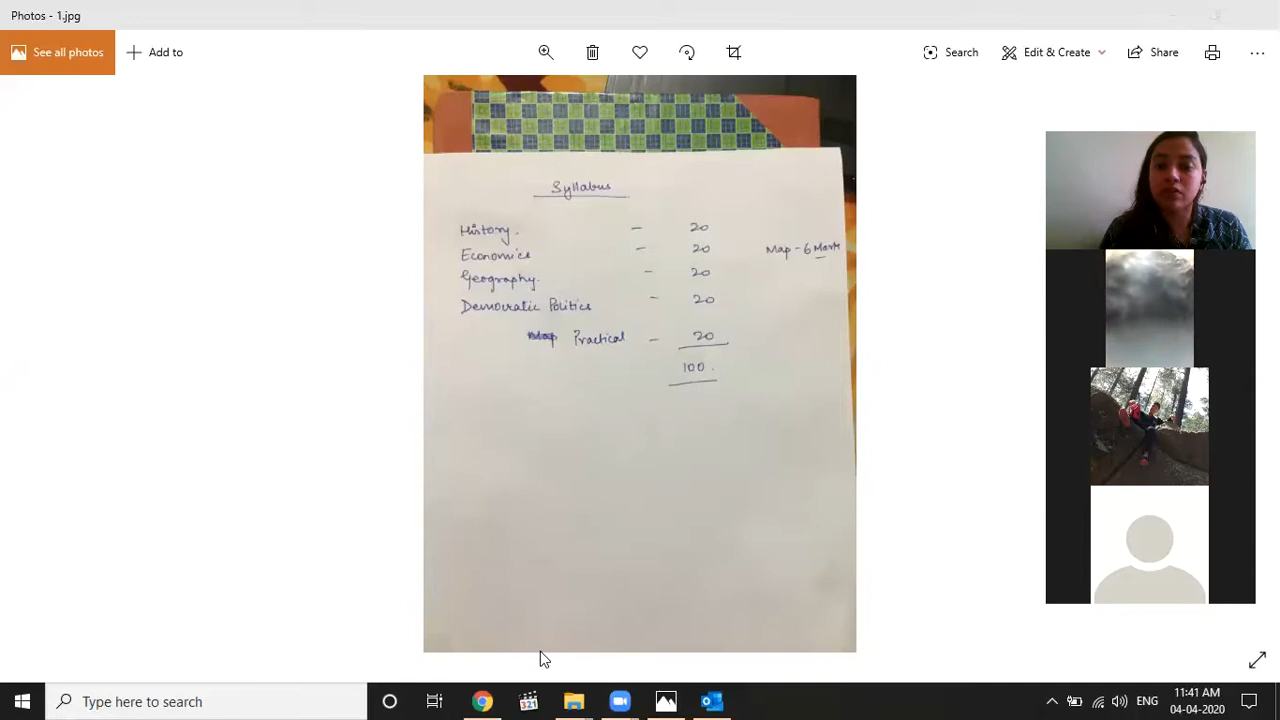 Photos - 1.jpg
See all photos
Add to
Search
Edit & Create
Share
Syllabus
History. - 20
Economics - 20 Map - 6 Marks
Geography. - 20
Democratic Politics - 20
Practical - 20
100.
Type here to search
321
ENG
11:41 AM
04-04-2020